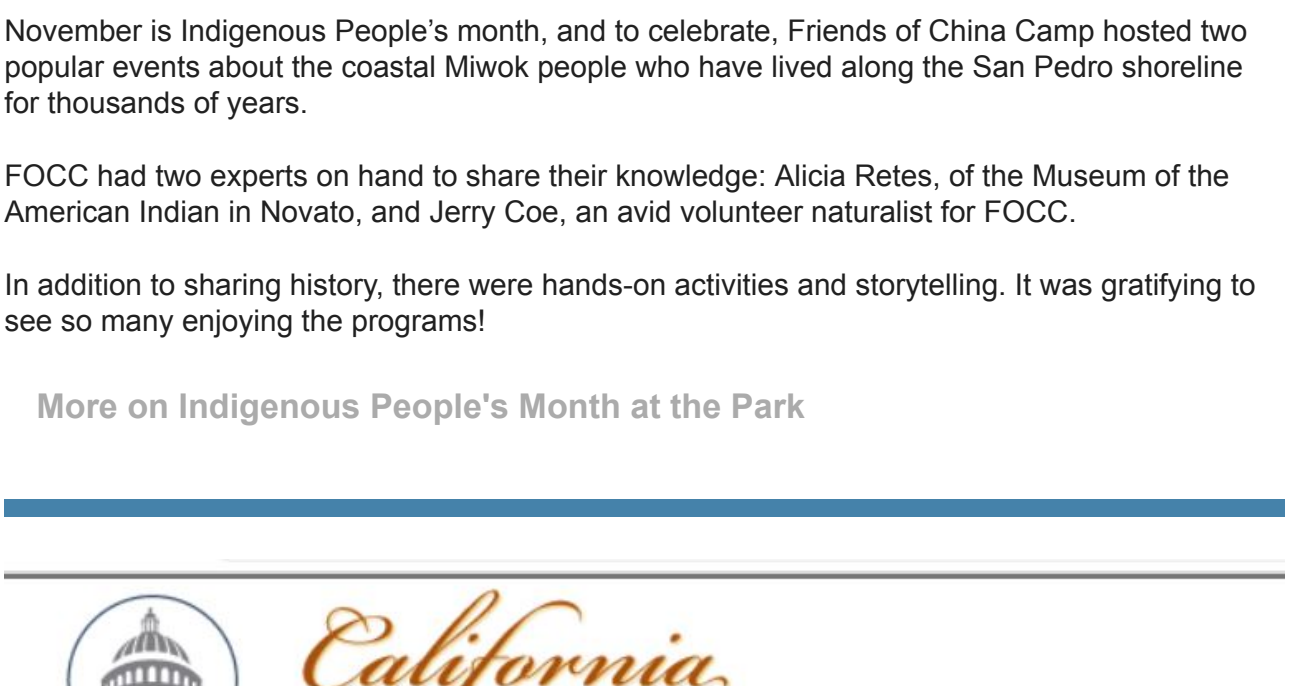 November is Indigenous People’s month, and to celebrate, Friends of China Camp hosted two
popular events about the coastal Miwok people who have lived along the San Pedro shoreline
for thousands of years.
FOCC had two experts on hand to share their knowledge: Alicia Retes, of the Museum of the
American Indian in Novato, and Jerry Coe, an avid volunteer naturalist for FOCC.
In addition to sharing history, there were hands-on activities and storytelling. It was gratifying to
see so many enjoying the programs!
More on Indigenous People's Month at the Park
California